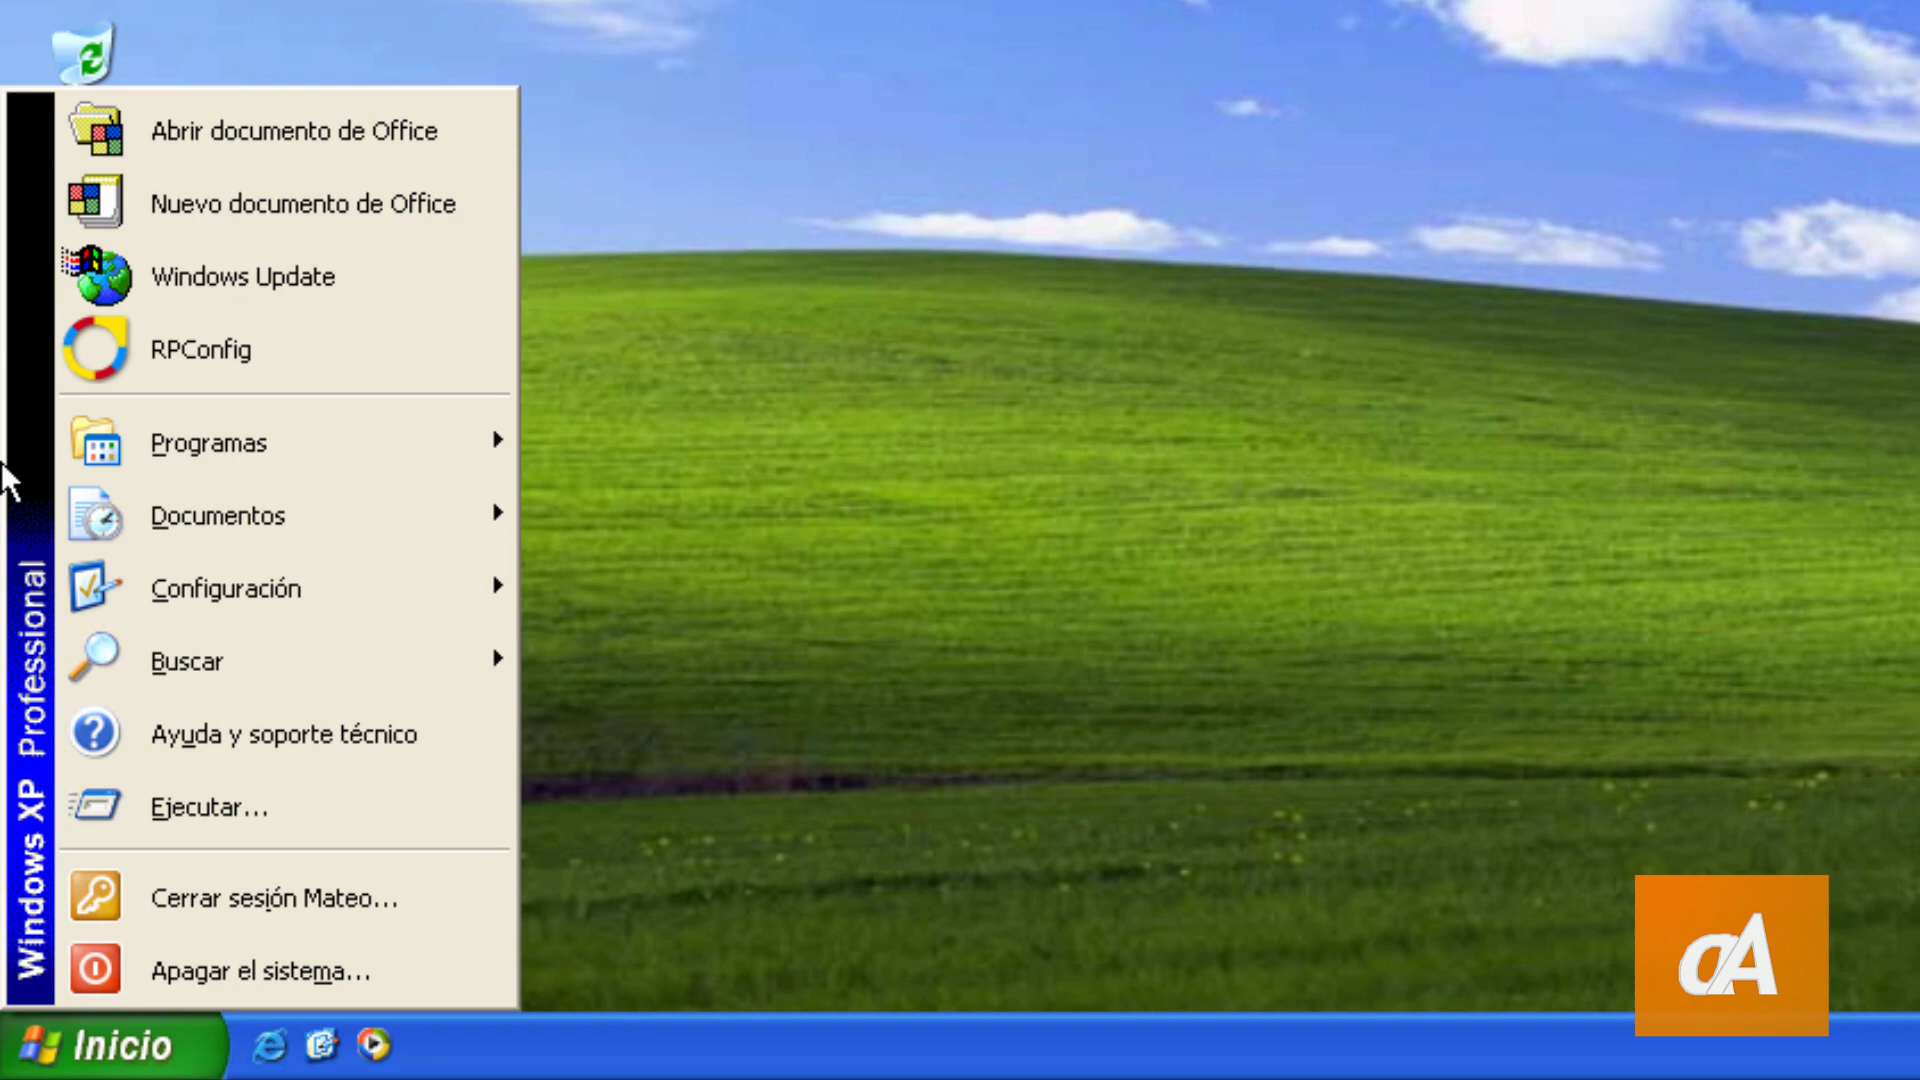 Abrir documento de Office
Nuevo documento de Office
Windows Update
RPConfig
Programas
Documentos
Configuración
Buscar
Ayuda y soporte técnico
Ejecutar...
Cerrar sesión Mateo...
Apagar el sistema...
Windows XP Professional
Inicio
aA